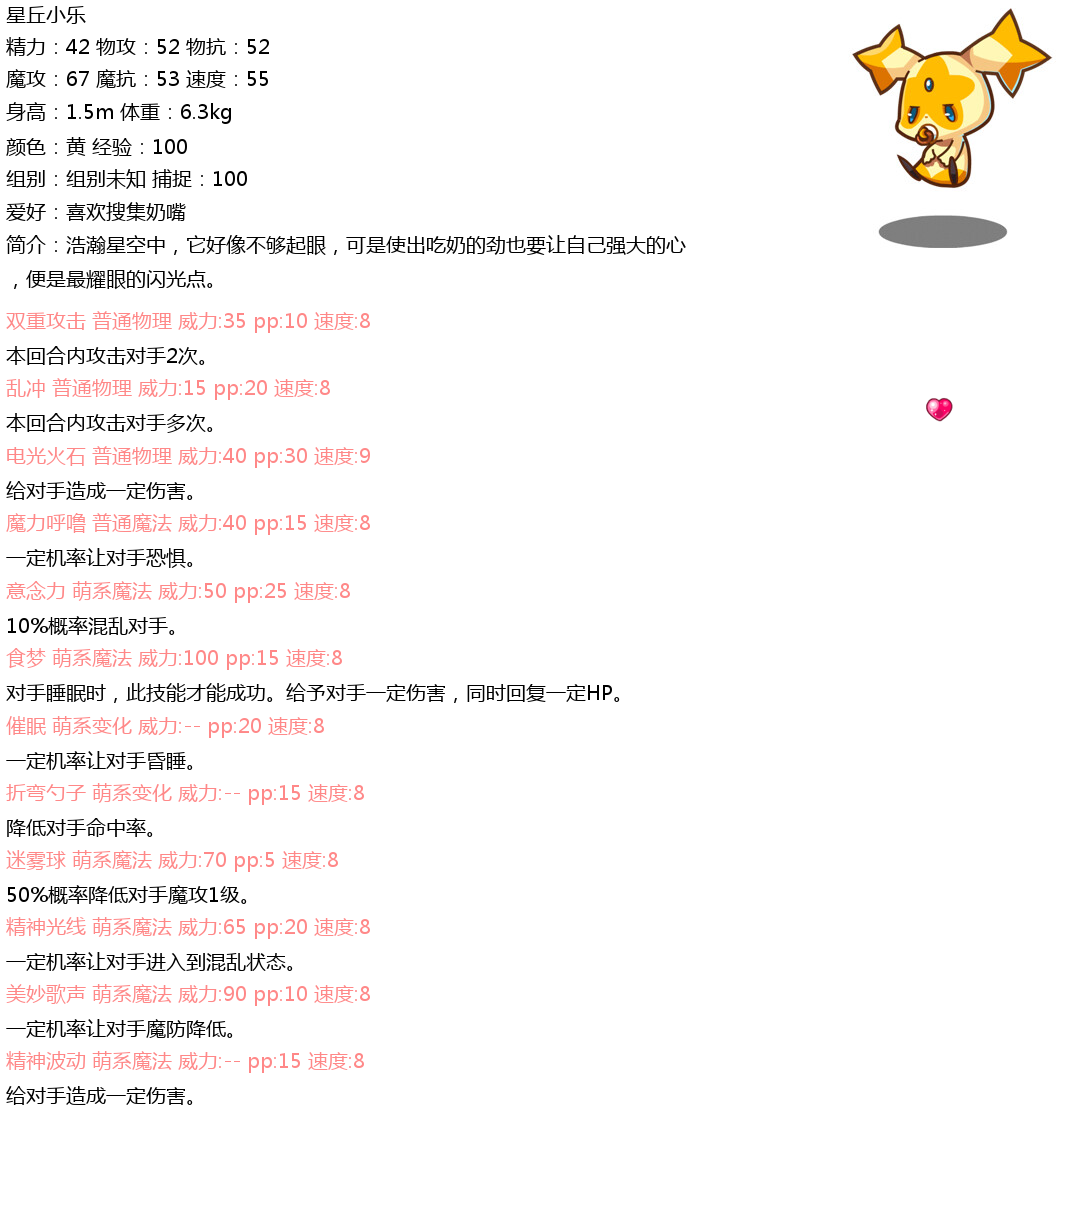 星丘小乐
精力：42 物攻：52 物抗：52
魔攻：67 魔抗：53 速度：55
身高：1.5m 体重：6.3kg
颜色：黄 经验：100
组别：组别未知 捕捉：100
爱好：喜欢搜集奶嘴
简介：浩瀚星空中，它好像不够起眼，可是使出吃奶的劲也要让自己强大的心
，便是最耀眼的闪光点。
双重攻击 普通物理 威力:35 pp:10 速度:8
本回合内攻击对手2次。
乱冲 普通物理 威力:15 pp:20 速度:8
本回合内攻击对手多次。
电光火石 普通物理 威力:40 pp:30 速度:9
给对手造成一定伤害。
魔力呼噜 普通魔法 威力:40 pp:15 速度:8
一定机率让对手恐惧。
意念力 萌系魔法 威力:50 pp:25 速度:8
10%概率混乱对手。
食梦 萌系魔法 威力:100 pp:15 速度:8
对手睡眠时，此技能才能成功。给予对手一定伤害，同时回复一定HP。
催眠 萌系变化 威力:-- pp:20 速度:8
一定机率让对手昏睡。
折弯勺子 萌系变化 威力:-- pp:15 速度:8
降低对手命中率。
迷雾球 萌系魔法 威力:70 pp:5 速度:8
50%概率降低对手魔攻1级。
精神光线 萌系魔法 威力:65 pp:20 速度:8
一定机率让对手进入到混乱状态。
美妙歌声 萌系魔法 威力:90 pp:10 速度:8
一定机率让对手魔防降低。
精神波动 萌系魔法 威力:-- pp:15 速度:8
给对手造成一定伤害。